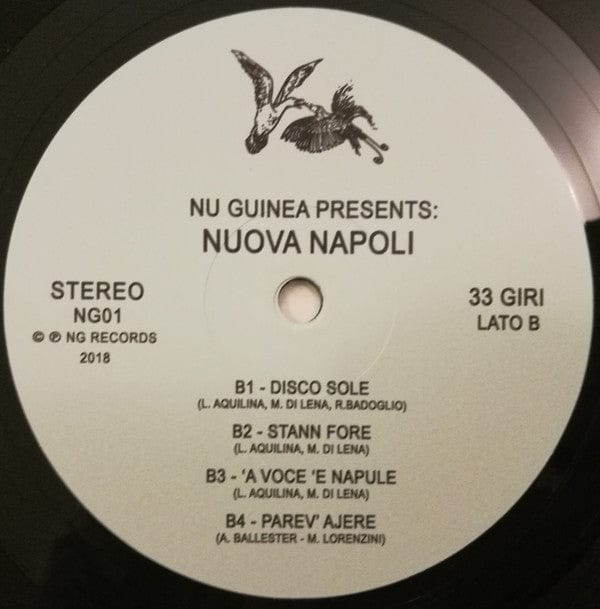 NU GUINEA PRESENTS:
NUOVA NAPOLI
STEREO
NG01
© ℗ NG RECORDS
2018
33 GIRI
LATO B
B1 - DISCO SOLE
(L. AQUILINA, M. DI LENA, R.BADOGLIO)
B2 - STANN FORE
(L. AQUILINA, M. DI LENA)
B3 - 'A VOCE 'E NAPULE
(L. AQUILINA, M. DI LENA)
B4 - PAREV' AJERE
(A. BALLESTER - M. LORENZINI)